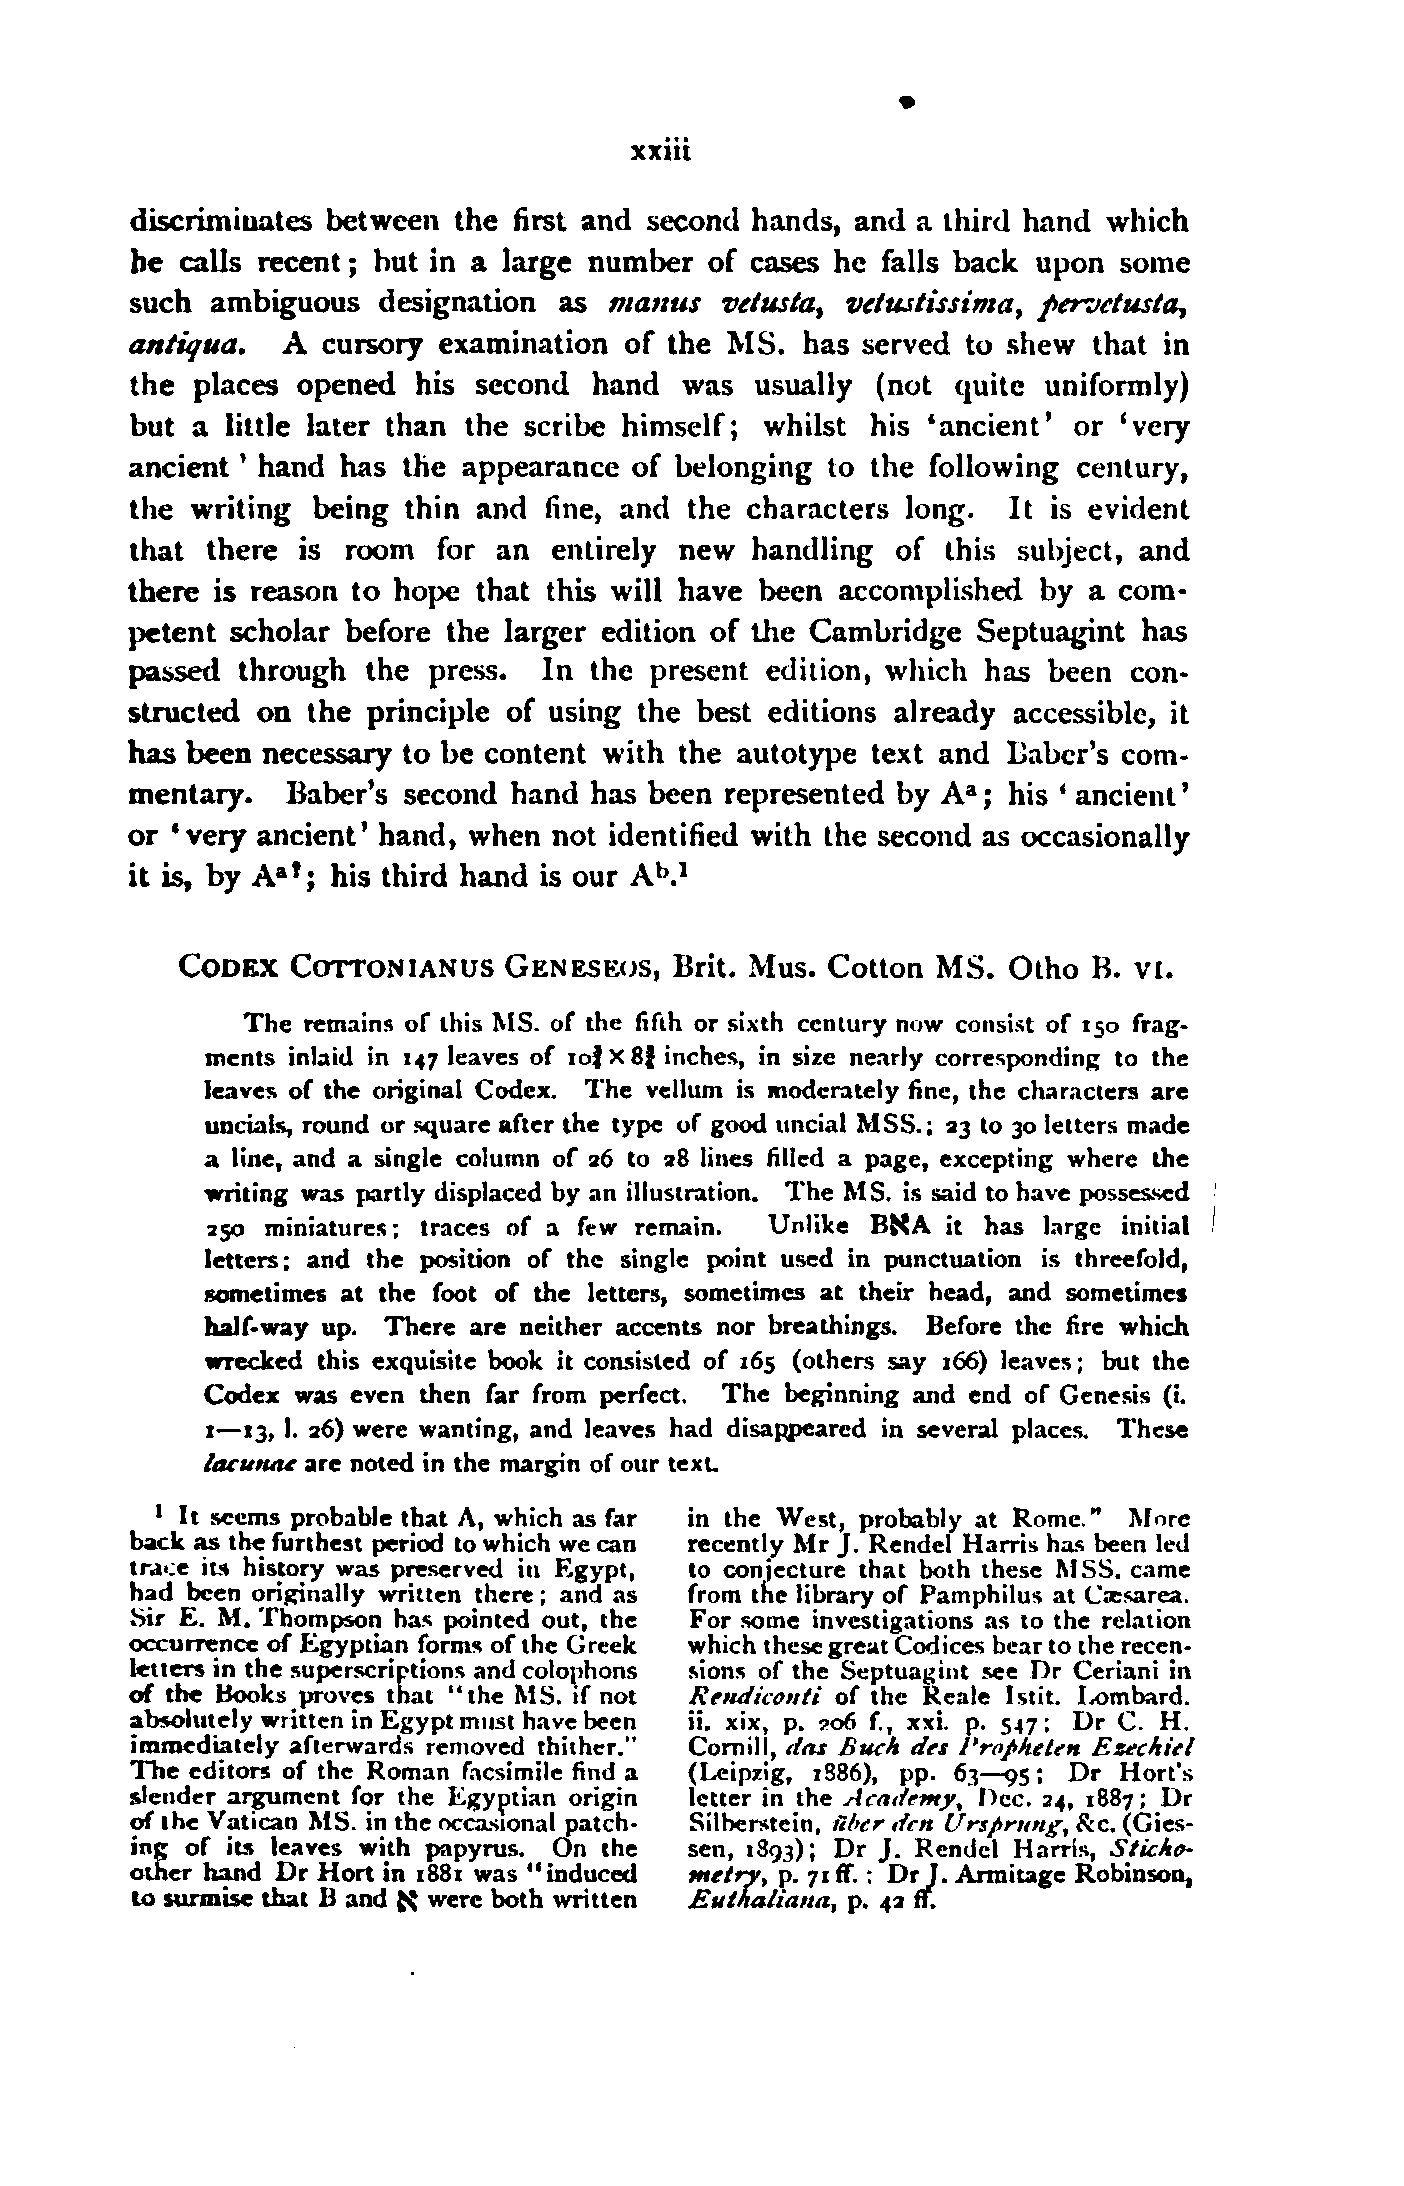 xxiii
discriminates between the first and second hands, and a third hand which
he calls recent; but in a large number of cases he falls back upon some
such ambiguous designation as manus vetusta, vetustissima, pervetusta,
antiqua. A cursory examination of the MS. has served to shew that in
the places opened his second hand was usually (not quite uniformly)
but a little later than the scribe himself; whilst his 'ancient' or 'very
ancient' hand has the appearance of belonging to the following century,
the writing being thin and fine, and the characters long. It is evident
that there is room for an entirely new handling of this subject, and
there is reason to hope that this will have been accomplished by a com-
petent scholar before the larger edition of the Cambridge Septuagint has
passed through the press. In the present edition, which has been con-
structed on the principle of using the best editions already accessible, it
has been necessary to be content with the autotype text and Baber's com-
mentary. Baber's second hand has been represented by Aᵃ; his 'ancient'
or 'very ancient' hand, when not identified with the second as occasionally
it is, by Aᵃ?; his third hand is our Aᵇ.¹
CODEX COTTONIANUS GENESEOS, Brit. Mus. Cotton MS. Otho B. VI.
The remains of this MS. of the fifth or sixth century now consist of 150 frag-
ments inlaid in 147 leaves of inches, in size nearly corresponding to the
leaves of the original Codex. The vellum is moderately fine, the characters are
uncials, round or square after the type of good uncial MSS.; 23 to 30 letters made
a line, and a single column of 26 to 28 lines filled a page, excepting where the
writing was partly displaced by an illustration. The MS. is said to have possessed
250 miniatures; traces of a few remain. Unlike BאA it has large initial
letters; and the position of the single point used in punctuation is threefold,
sometimes at the foot of the letters, sometimes at their head, and sometimes
half-way up. There are neither accents nor breathings. Before the fire which
wrecked this exquisite book it consisted of 165 (others say 166) leaves; but the
Codex was even then far from perfect. The beginning and end of Genesis (i.
1—13, l. 26) were wanting, and leaves had disappeared in several places. These
lacunae are noted in the margin of our text.
¹ It seems probable that A, which as far
back as the furthest period to which we can
trace its history was preserved in Egypt,
had been originally written there; and as
Sir E. M. Thompson has pointed out, the
occurrence of Egyptian forms of the Greek
letters in the superscriptions and colophons
of the Books proves that "the MS. if not
absolutely written in Egypt must have been
immediately afterwards removed thither."
The editors of the Roman facsimile find a
slender argument for the Egyptian origin
of the Vatican MS. in the occasional patch-
ing of its leaves with papyrus. On the
other hand Dr Hort in 1881 was "induced
to surmise that B and א were both written
in the West, probably at Rome." More
recently Mr J. Rendel Harris has been led
to conjecture that both these MSS. came
from the library of Pamphilus at Cæsarea.
For some investigations as to the relation
which these great Codices bear to the recen-
sions of the Septuagint see Dr Ceriani in
Rendiconti of the Reale Istit. Lombard.
ii. xix, p. 206 f., xxi. p. 547; Dr C. H.
Cornill, das Buch des Propheten Ezechiel
(Leipzig, 1886), pp. 63—95; Dr Hort's
letter in the Academy, Dec. 24, 1887; Dr
Silberstein, über den Ursprung, &c. (Gies-
sen, 1893); Dr J. Rendel Harris, Sticho-
metry, p. 71 ff.: Dr J. Armitage Robinson,
Euthaliana, p. 42 ff.